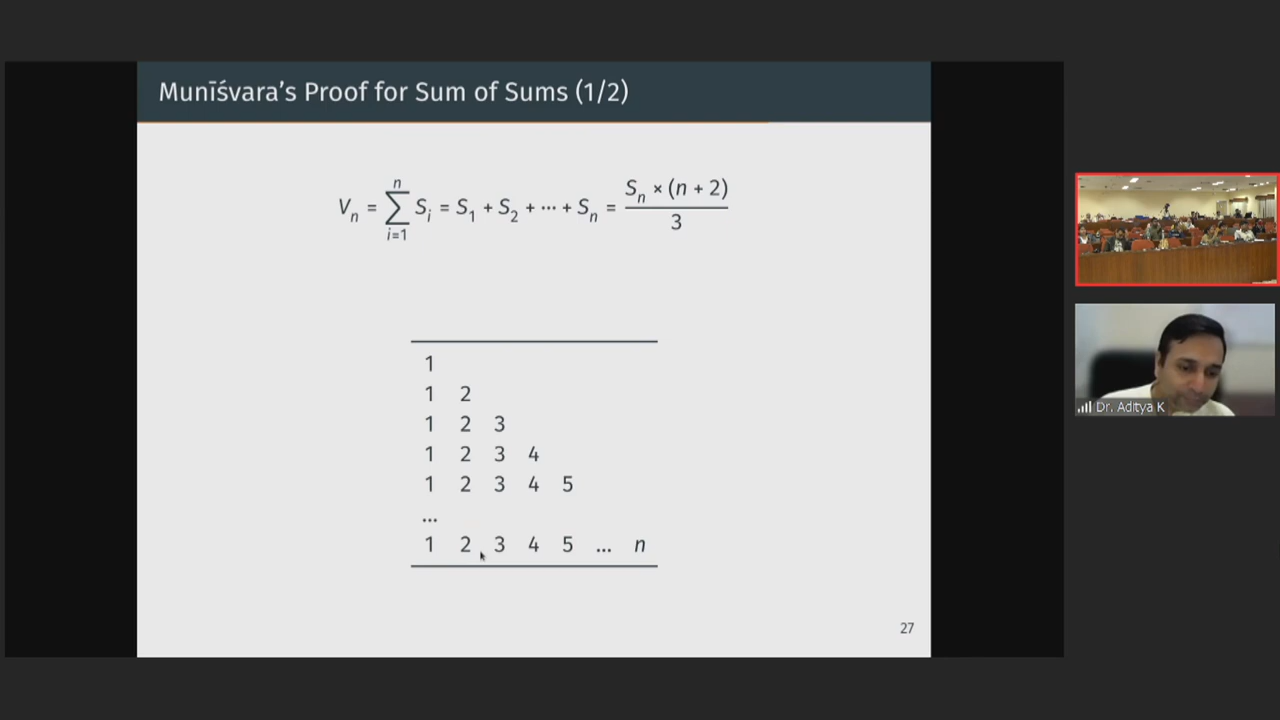 Munīśvara's Proof for Sum of Sums (1/2)
Vₙ = ∑ⁿᵢ₌₁ Sᵢ = S₁ + S₂ + ··· + Sₙ = Sₙ × (n + 2) / 3
1
1 2
1 2 3
1 2 3 4
1 2 3 4 5
...
1 2 3 4 5 ... n
27
Dr. Aditya K